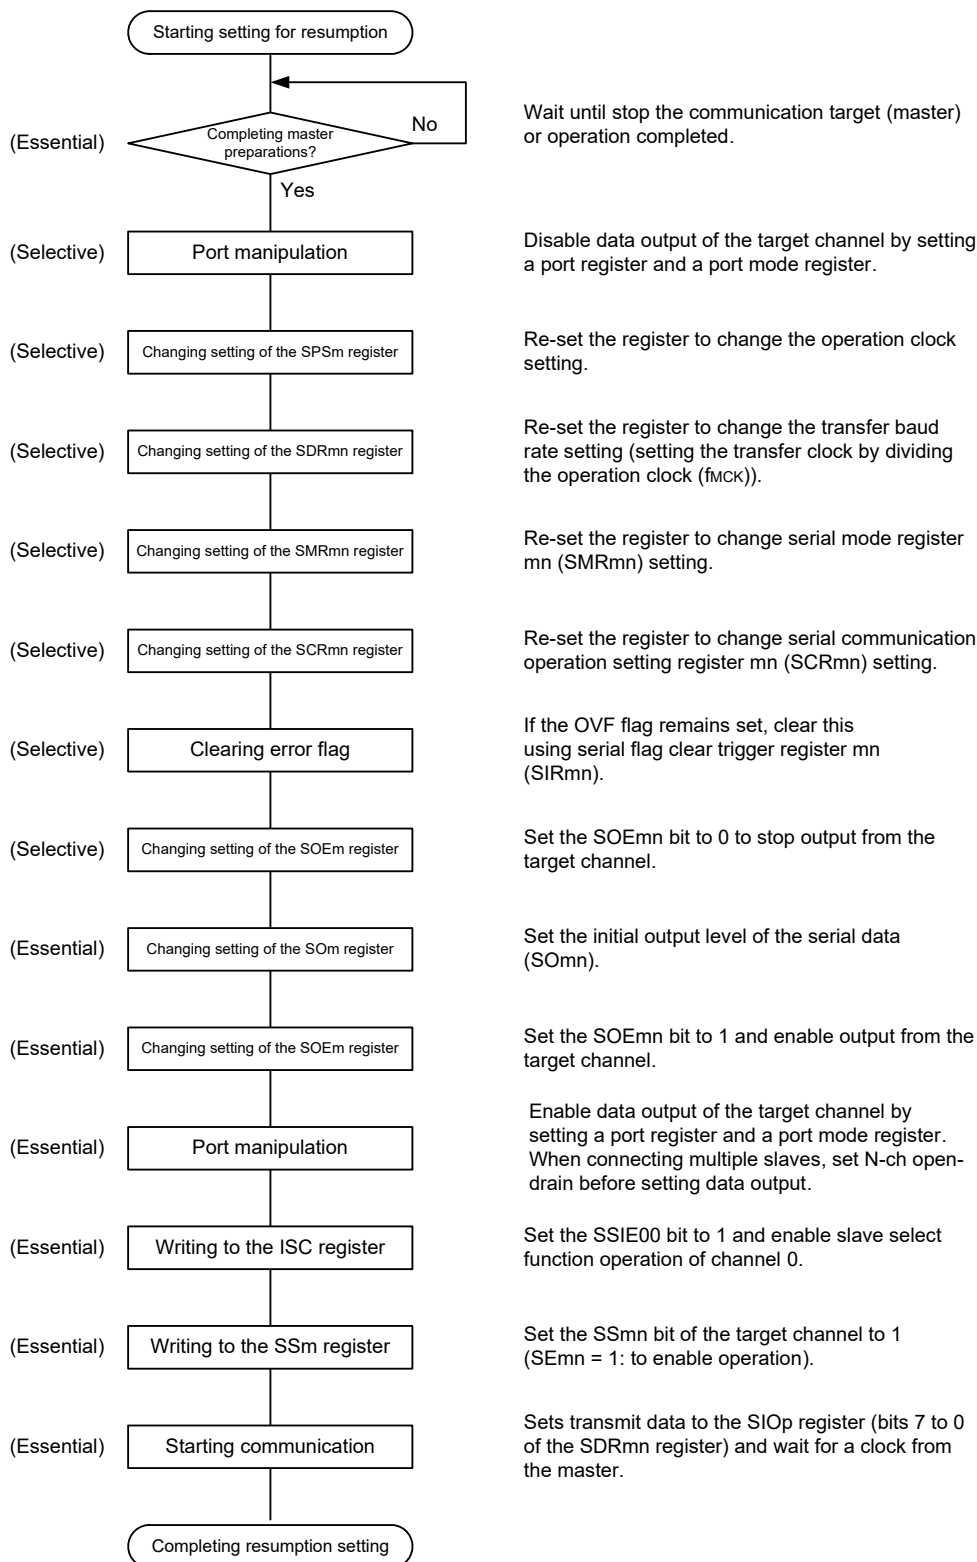 Starting setting for resumption
(Essential)
Completing master
preparations?
No
Yes
Wait until stop the communication target (master)
or operation completed.
(Selective)
Port manipulation
Disable data output of the target channel by setting
a port register and a port mode register.
(Selective)
Changing setting of the SPSm register
Re-set the register to change the operation clock
setting.
(Selective)
Changing setting of the SDRmn register
Re-set the register to change the transfer baud
rate setting (setting the transfer clock by dividing
the operation clock (fMCK)).
(Selective)
Changing setting of the SMRmn register
Re-set the register to change serial mode register
mn (SMRmn) setting.
(Selective)
Changing setting of the SCRmn register
Re-set the register to change serial communication
operation setting register mn (SCRmn) setting.
(Selective)
Clearing error flag
If the OVF flag remains set, clear this
using serial flag clear trigger register mn
(SIRmn).
(Selective)
Changing setting of the SOEm register
Set the SOEmn bit to 0 to stop output from the
target channel.
(Essential)
Changing setting of the SOm register
Set the initial output level of the serial data
(SOmn).
(Essential)
Changing setting of the SOEm register
Set the SOEmn bit to 1 and enable output from the
target channel.
(Essential)
Port manipulation
Enable data output of the target channel by
setting a port register and a port mode register.
When connecting multiple slaves, set N-ch open-
drain before setting data output.
(Essential)
Writing to the ISC register
Set the SSIE00 bit to 1 and enable slave select
function operation of channel 0.
(Essential)
Writing to the SSm register
Set the SSmn bit of the target channel to 1
(SEmn = 1: to enable operation).
(Essential)
Starting communication
Sets transmit data to the SIOp register (bits 7 to 0
of the SDRmn register) and wait for a clock from
the master.
Completing resumption setting